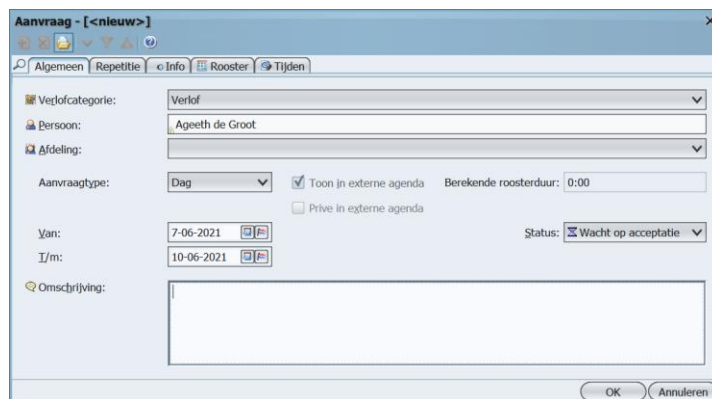 Aanvraag - [<nieuw>]
Algemeen Repetitie Info Rooster Tijden
Verlofcategorie: Verlof
Persoon: Ageeth de Groot
Afdeling:
Aanvraagtype: Dag Toon in externe agenda Berekende roosterduur: 0:00
Prive in externe agenda
Van: 7-06-2021 Status: Wacht op acceptatie
T/m: 10-06-2021
Omschrijving:
OK Annuleren